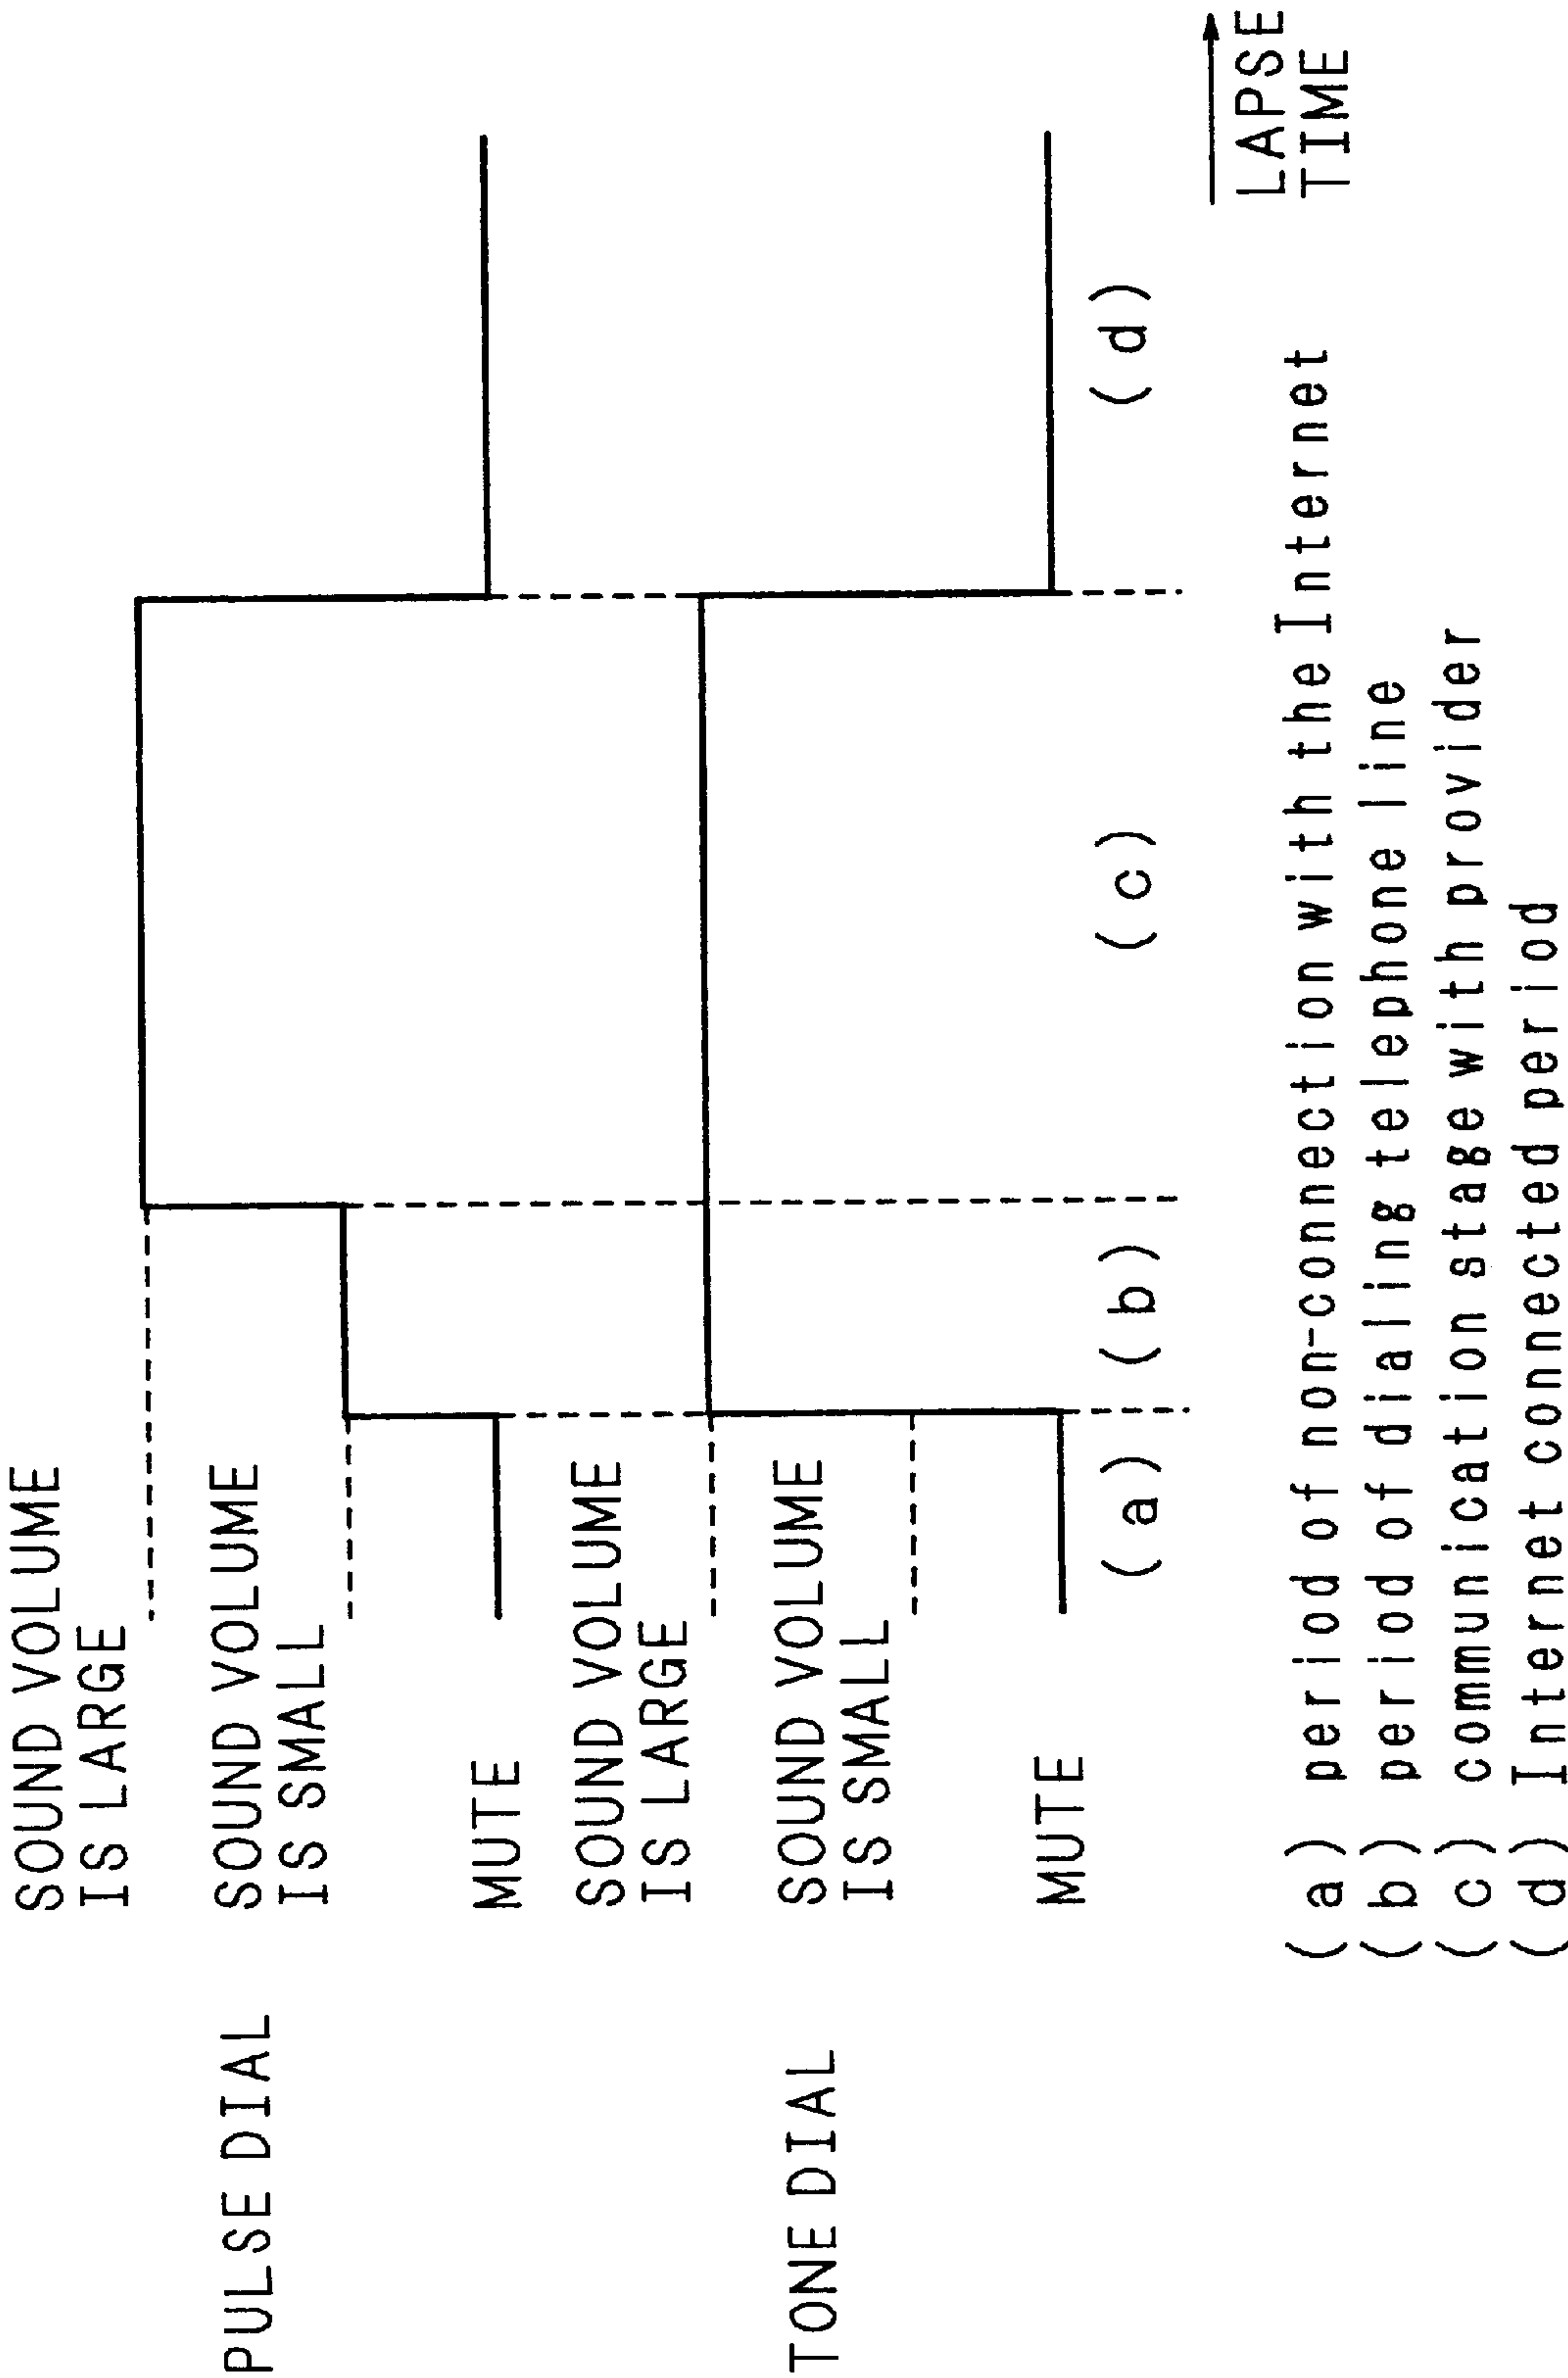 PULSE DIAL
SOUND VOLUME
IS LARGE
SOUND VOLUME
IS SMALL
MUTE
TONE DIAL
SOUND VOLUME
IS LARGE
SOUND VOLUME
IS SMALL
MUTE
(a)
(b)
(c)
(d)
LAPSE
TIME
(a) period of non-connection with the Internet
(b) period of dialing telephone line
(c) communication stage with provider
(d) Internet connected period